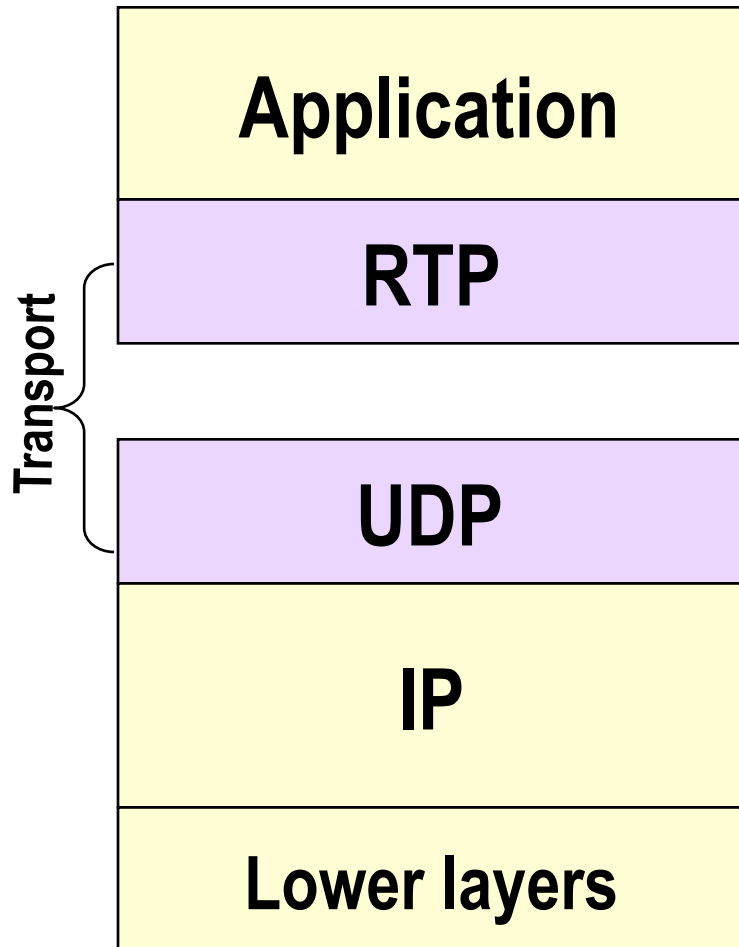 Application
RTP
Transport
UDP
IP
Lower layers